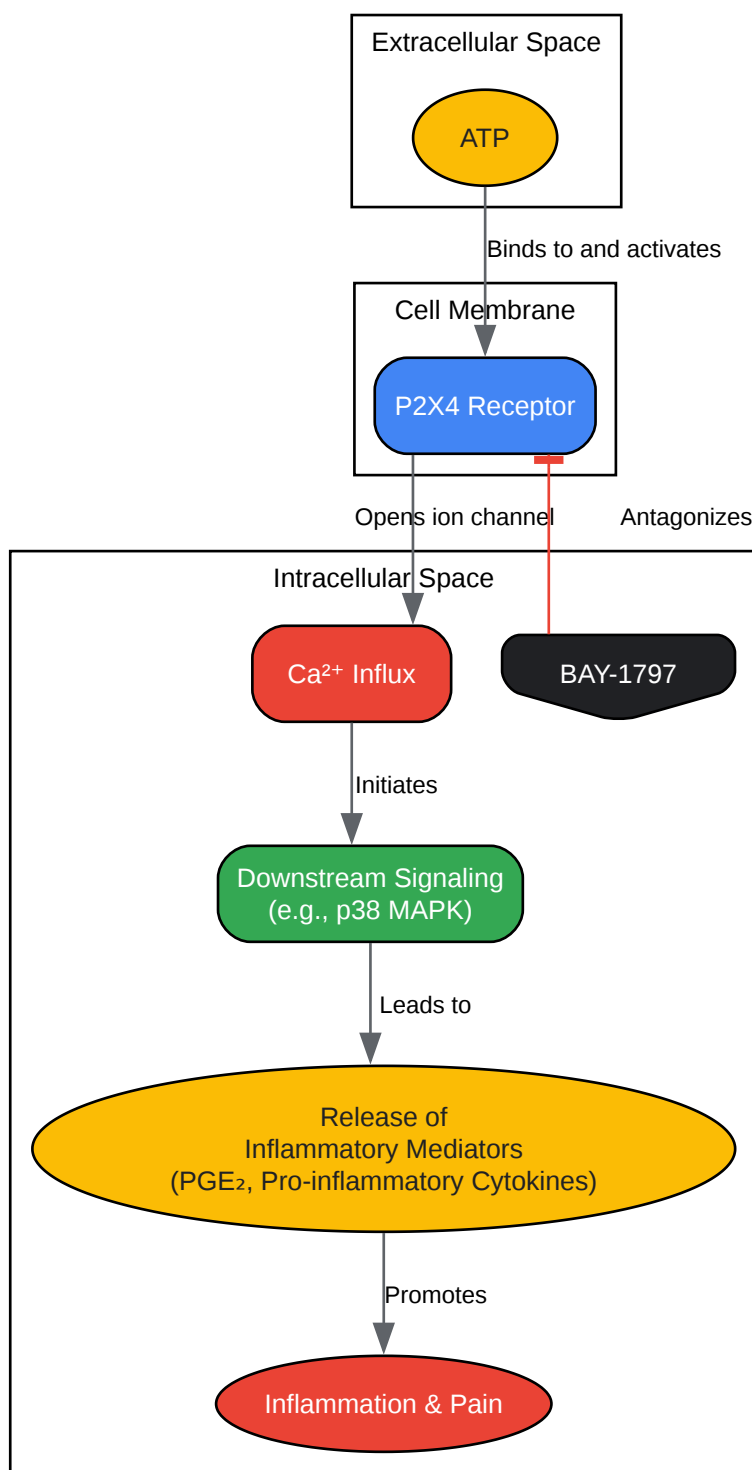 Extracellular Space
ATP
Binds to and activates
Cell Membrane
P2X4 Receptor
Opens ion channel
Antagonizes
Intracellular Space
Ca²⁺ Influx
BAY-1797
Initiates
Downstream Signaling
(e.g., p38 MAPK)
Leads to
Release of
Inflammatory Mediators
(PGE₂, Pro-inflammatory Cytokines)
Promotes
Inflammation & Pain